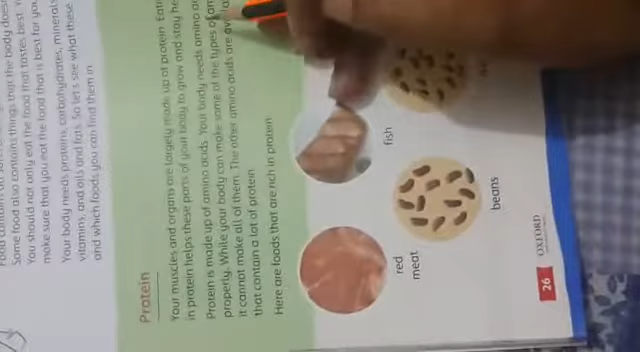 Some food also contains things that the body does
You should not only eat the food that tastes best
make sure that you eat the food that is best for you
Your body needs proteins, carbohydrates, minerals
vitamins, and oils and fats. So let's see what these
and which foods you can find them in
Protein
Your muscles and organs are largely made up of protein. Eati
in protein helps these parts of your body to grow and stay he
Protein is made up of amino acids. Your body needs amino
properly. While your body can make some of the types of
it cannot make all of them. The other amino acids are
that contain a lot of protein
Here are foods that are rich in protein
fish
red
meat
beans
26
OXFORD